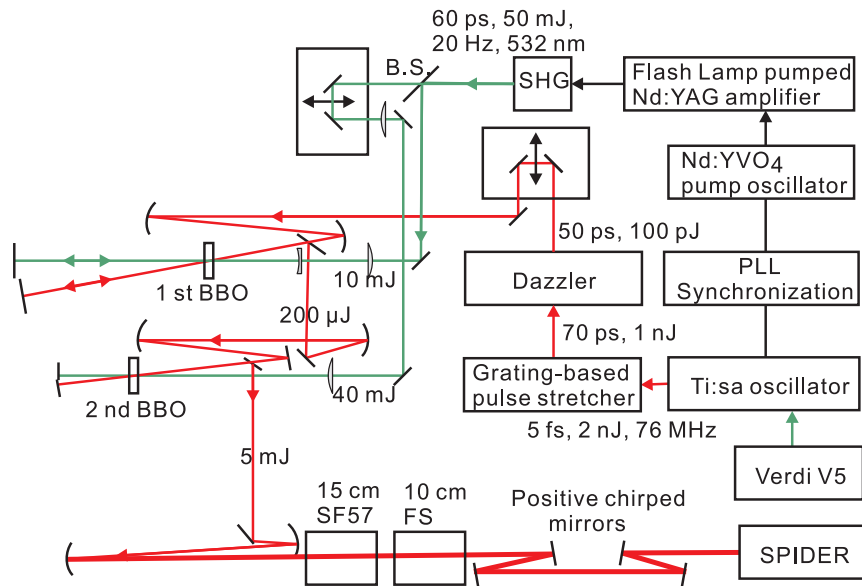 60 ps, 50 mJ,
20 Hz, 532 nm
B.S.
SHG
Flash Lamp pumped
Nd:YAG amplifier
Nd:YVO4
pump oscillator
50 ps, 100 pJ
10 mJ
1 st BBO
Dazzler
PLL
Synchronization
200 µJ
70 ps, 1 nJ
Grating-based
pulse stretcher
Ti:sa oscillator
40 mJ
2 nd BBO
5 fs, 2 nJ, 76 MHz
5 mJ
Verdi V5
15 cm
SF57
10 cm
FS
Positive chirped
mirrors
SPIDER